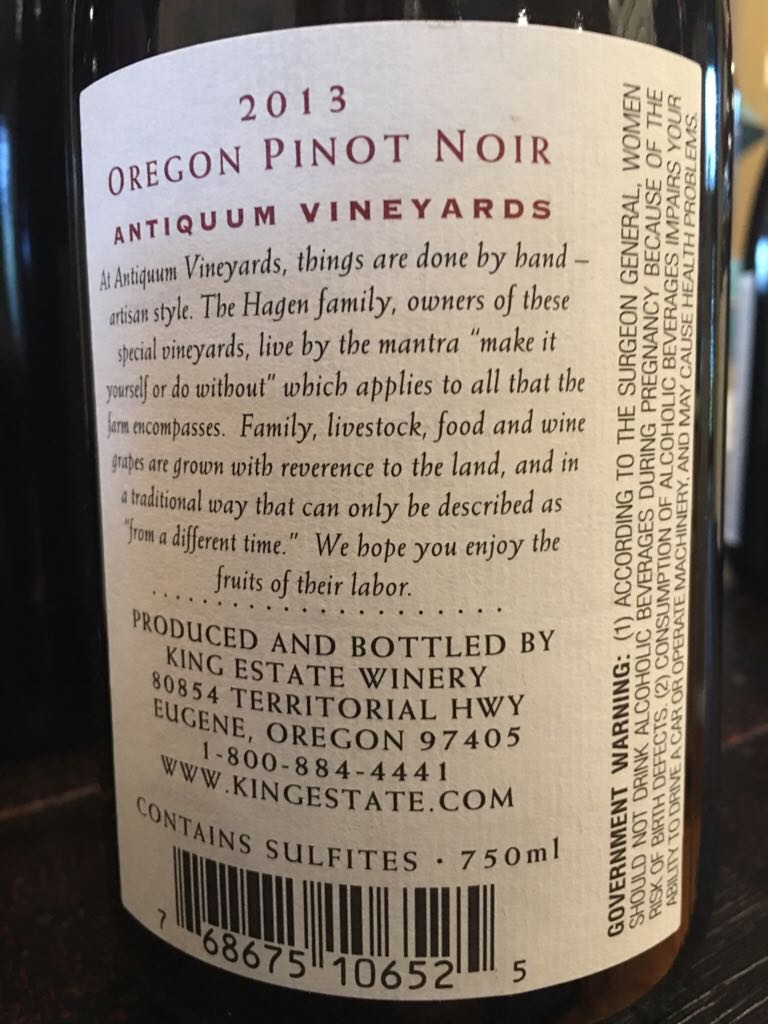 2013
OREGON PINOT NOIR
ANTIQUUM VINEYARDS
At Antiquum Vineyards, things are done by hand –
artisan style. The Hagen family, owners of these
special vineyards, live by the mantra "make it
yourself or do without" which applies to all that the
farm encompasses. Family, livestock, food and wine
grapes are grown with reverence to the land, and in
a traditional way that can only be described as
"from a different time." We hope you enjoy the
fruits of their labor.
PRODUCED AND BOTTLED BY
KING ESTATE WINERY
80854 TERRITORIAL HWY
EUGENE, OREGON 97405
1-800-884-4441
WWW.KINGESTATE.COM
CONTAINS SULFITES · 750ml
7 68675 10652 5
GOVERNMENT WARNING: (1) ACCORDING TO THE SURGEON GENERAL, WOMEN
SHOULD NOT DRINK ALCOHOLIC BEVERAGES DURING PREGNANCY BECAUSE OF THE
RISK OF BIRTH DEFECTS. (2) CONSUMPTION OF ALCOHOLIC BEVERAGES IMPAIRS YOUR
ABILITY TO DRIVE A CAR OR OPERATE MACHINERY, AND MAY CAUSE HEALTH PROBLEMS.